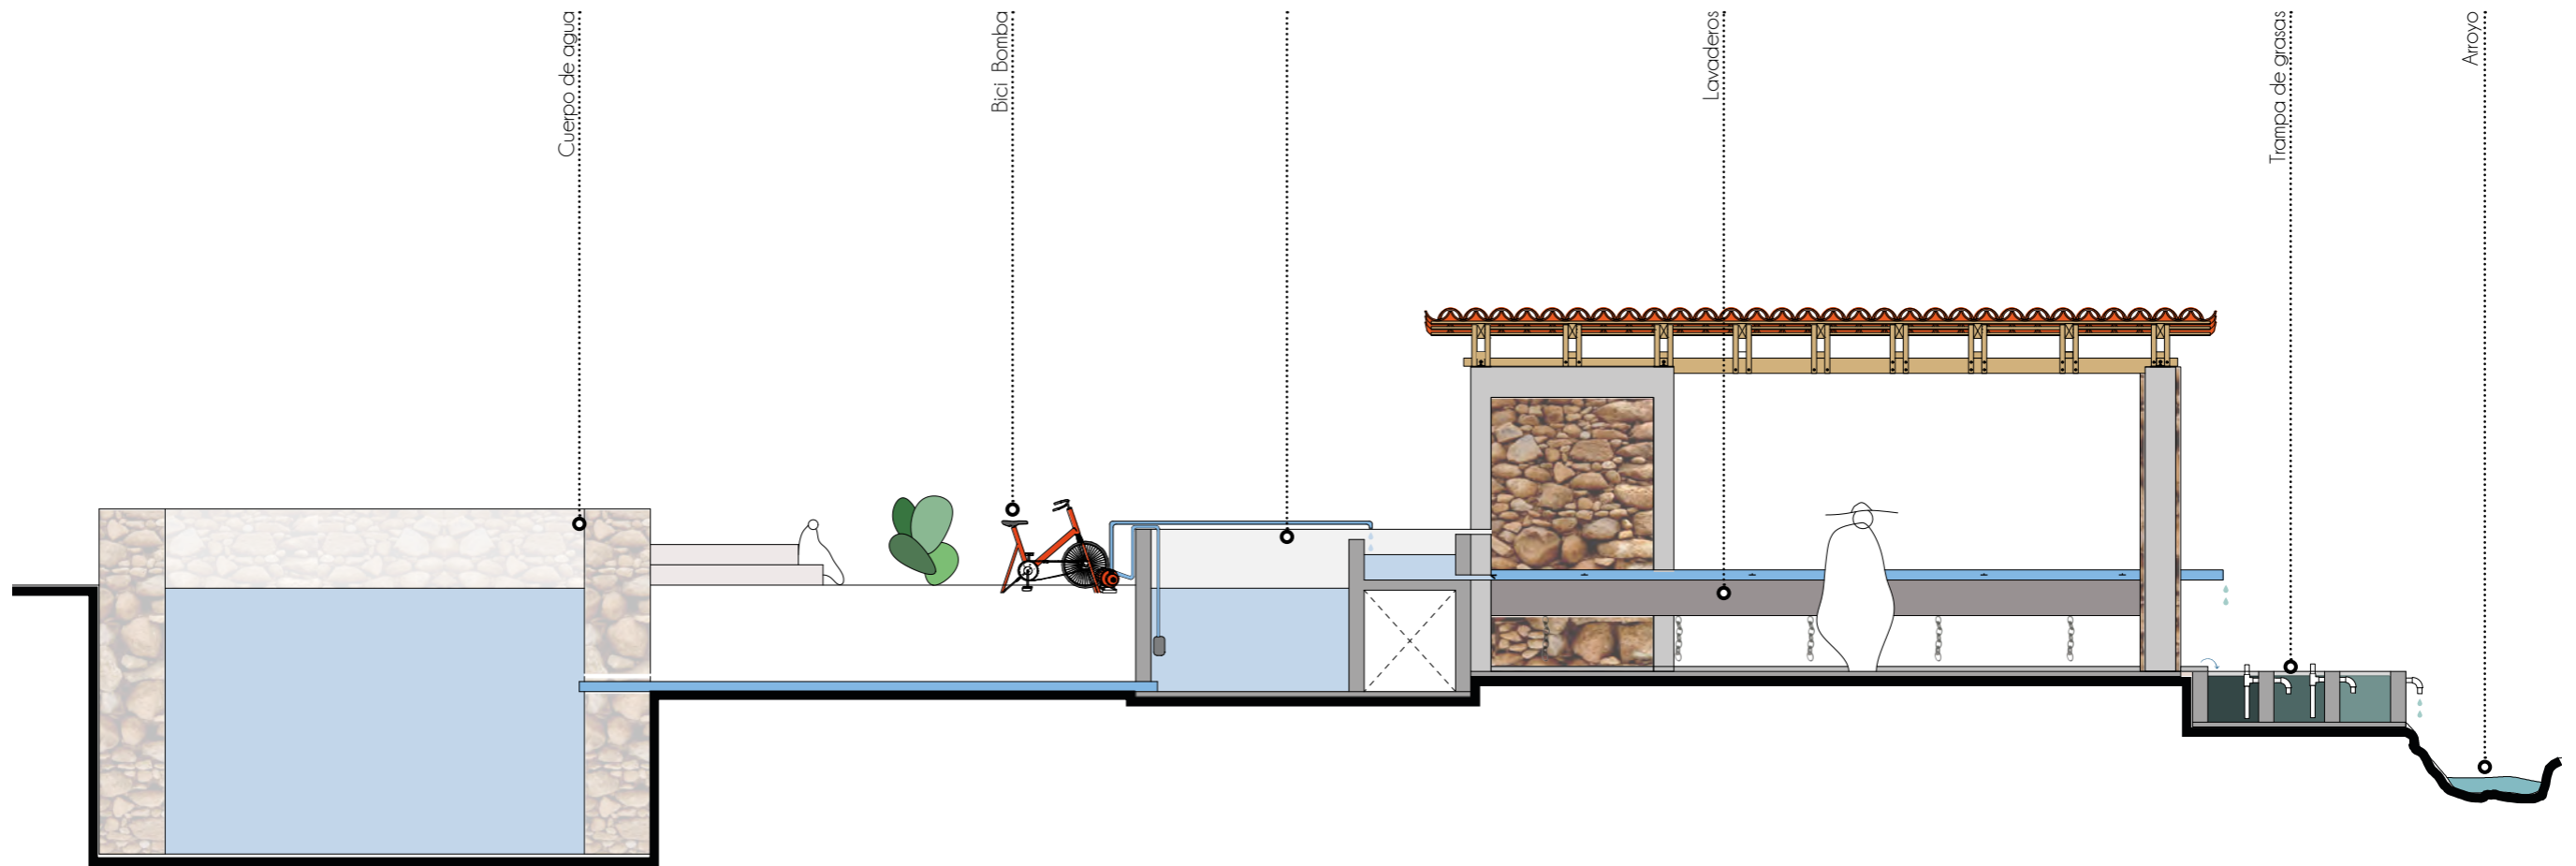 Cuerpo de agua
Bici Bomba
Lavaderos
Trampa de grasas
Arroyo